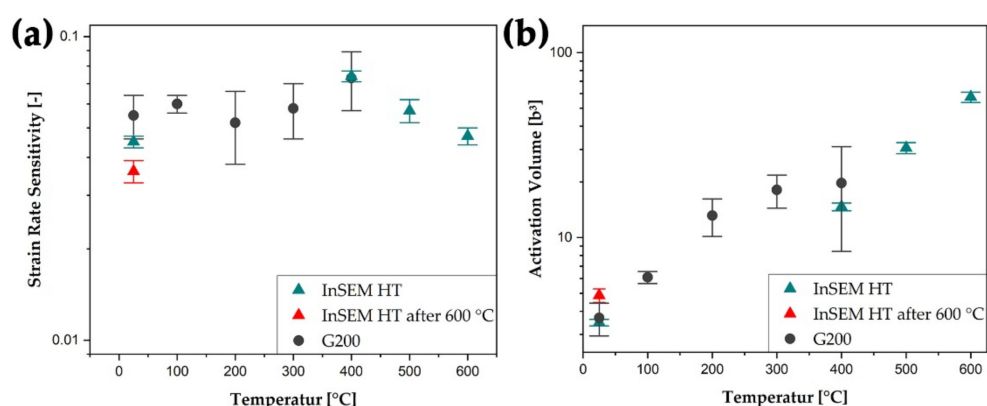 (a)
0.1
0.01
Strain Rate Sensitivity [-]
InSEM HT
InSEM HT after 600 °C
G200
0 100 200 300 400 500 600
Temperatur [°C]
(b)
100
10
Activation Volume [b³]
InSEM HT
InSEM HT after 600 °C
G200
0 100 200 300 400 500 600
Temperatur [°C]